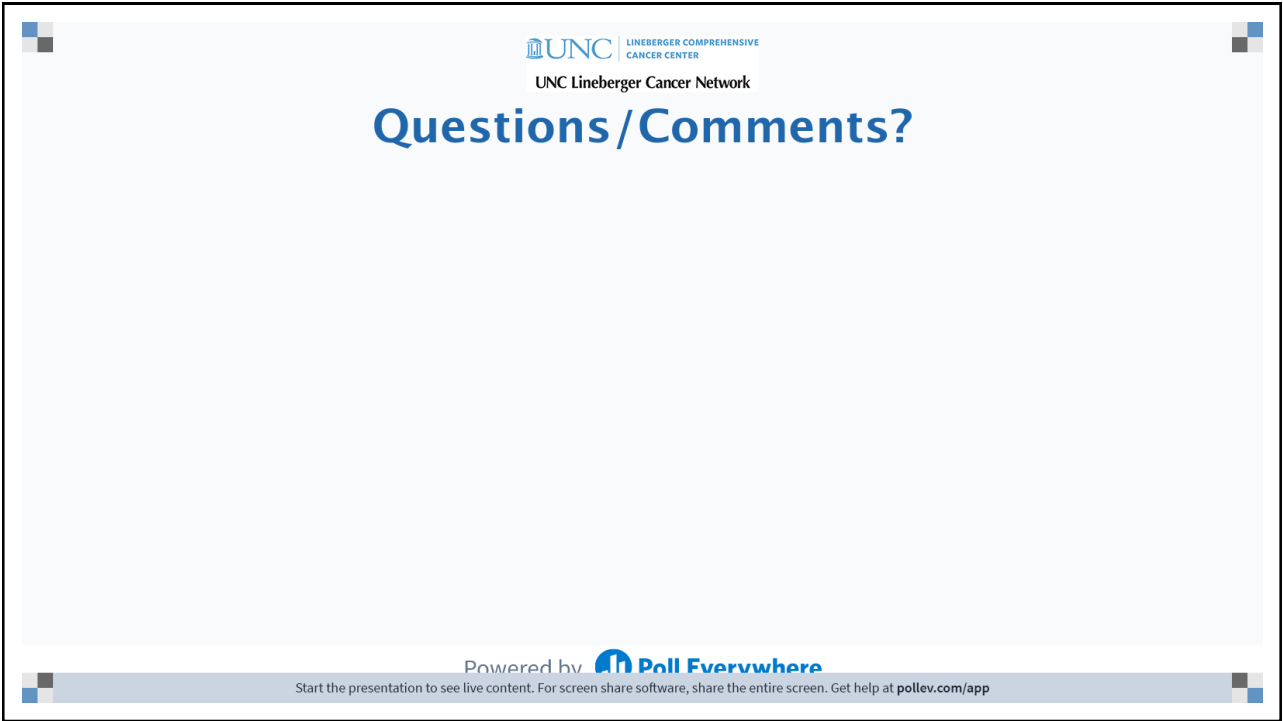 UNC LINEBERGER COMPREHENSIVE
CANCER CENTER
UNC Lineberger Cancer Network
Questions/Comments?
Powered by Poll Everywhere
Start the presentation to see live content. For screen share software, share the entire screen. Get help at pollev.com/app